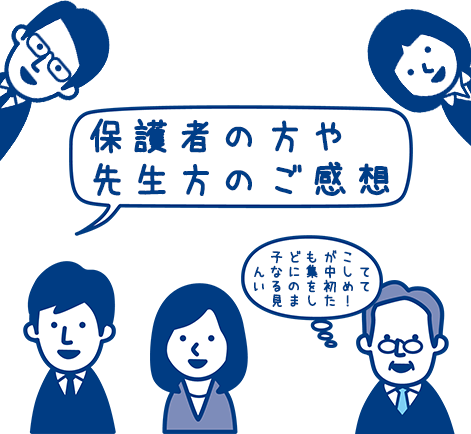 保護者の方や
先生方のご感想
子どもがこ
んなに集中して
いるのを初めて
見ました!